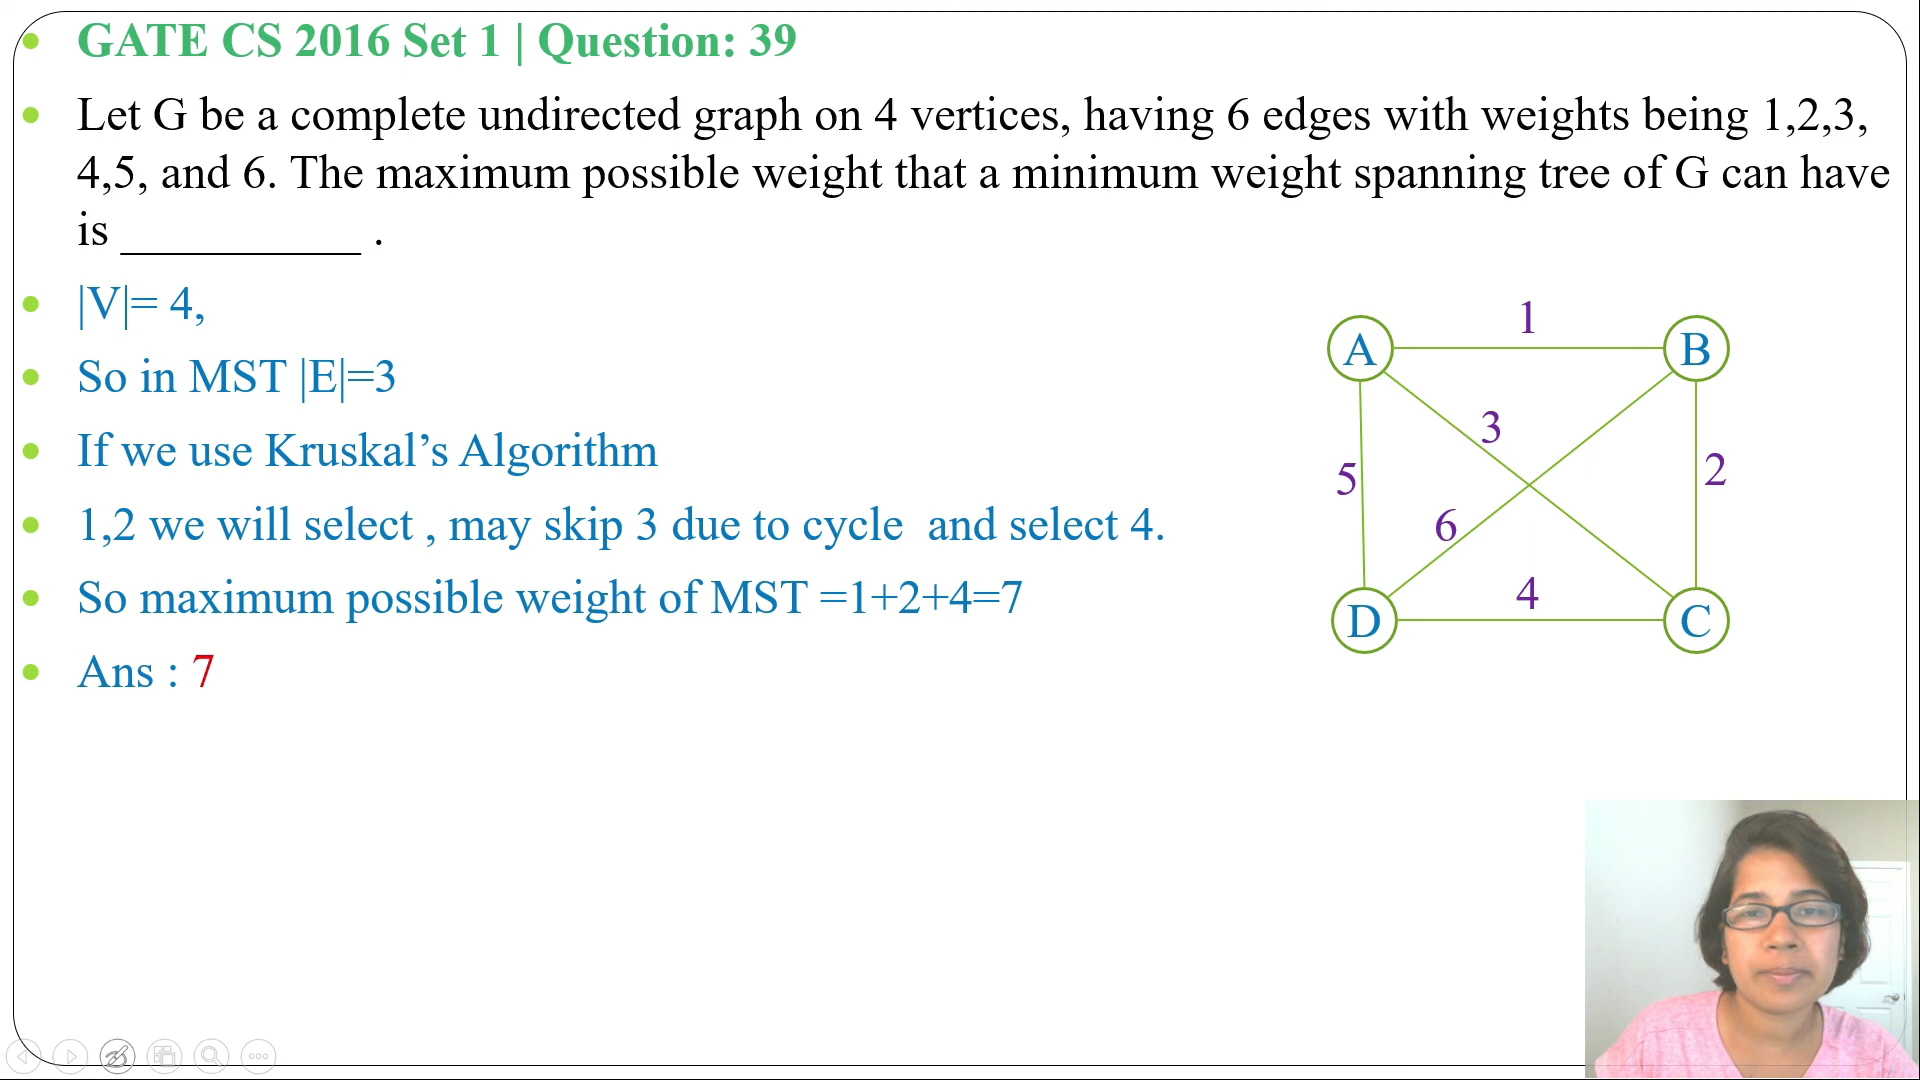 GATE CS 2016 Set 1 | Question: 39
Let G be a complete undirected graph on 4 vertices, having 6 edges with weights being 1,2,3,
4,5, and 6. The maximum possible weight that a minimum weight spanning tree of G can have
is __________ .
|V|= 4,
So in MST |E|=3
If we use Kruskal’s Algorithm
1,2 we will select , may skip 3 due to cycle  and select 4.
So maximum possible weight of MST =1+2+4=7
Ans : 7
1
A
B
3
5
2
6
4
D
C